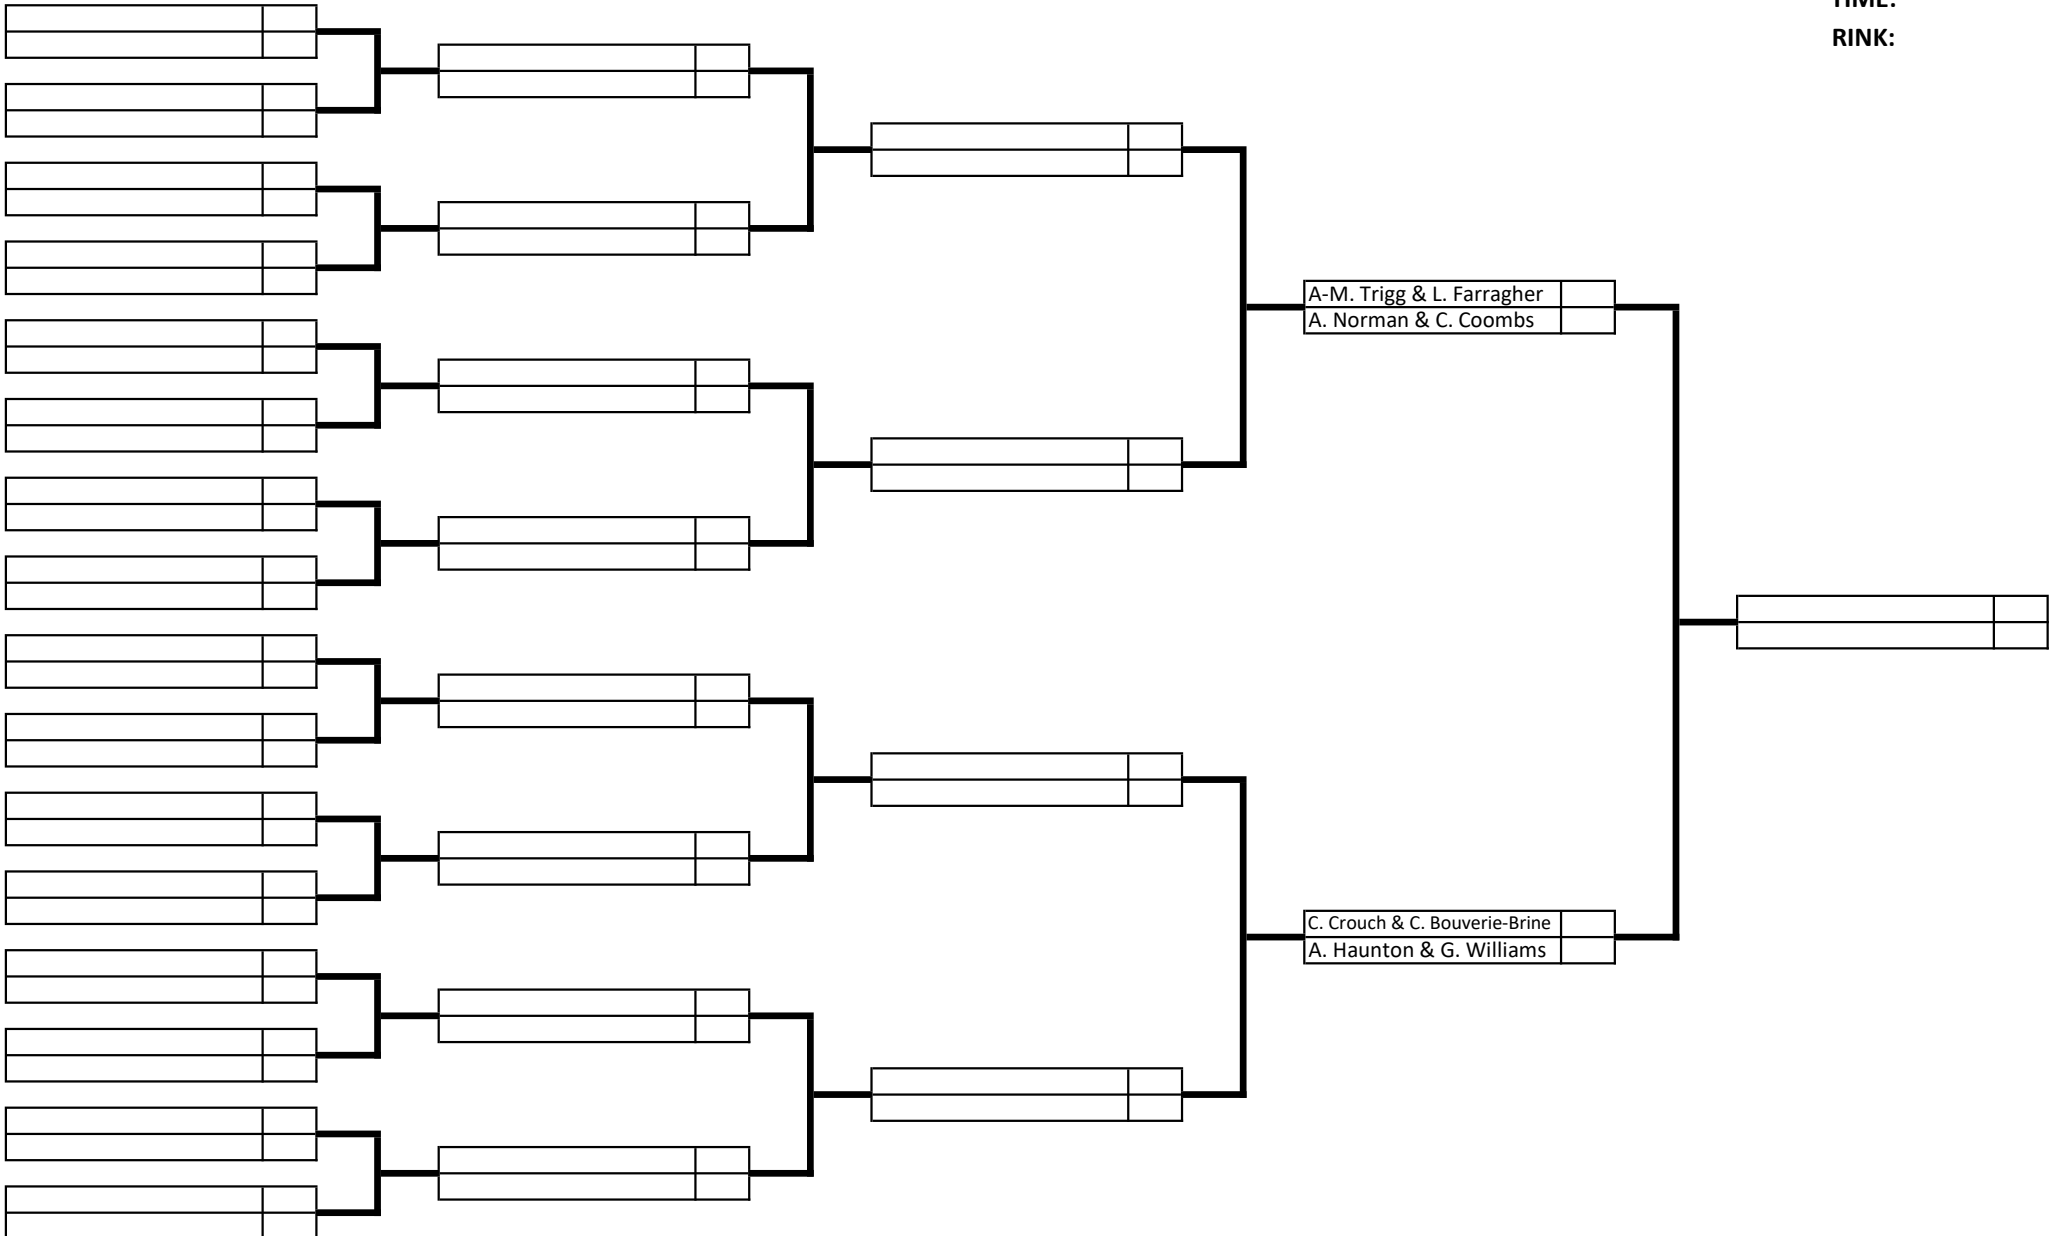 TIME:
RINK:
A-M. Trigg & L. Farragher
A. Norman & C. Coombs
C. Crouch & C. Bouverie-Brine
A. Haunton & G. Williams